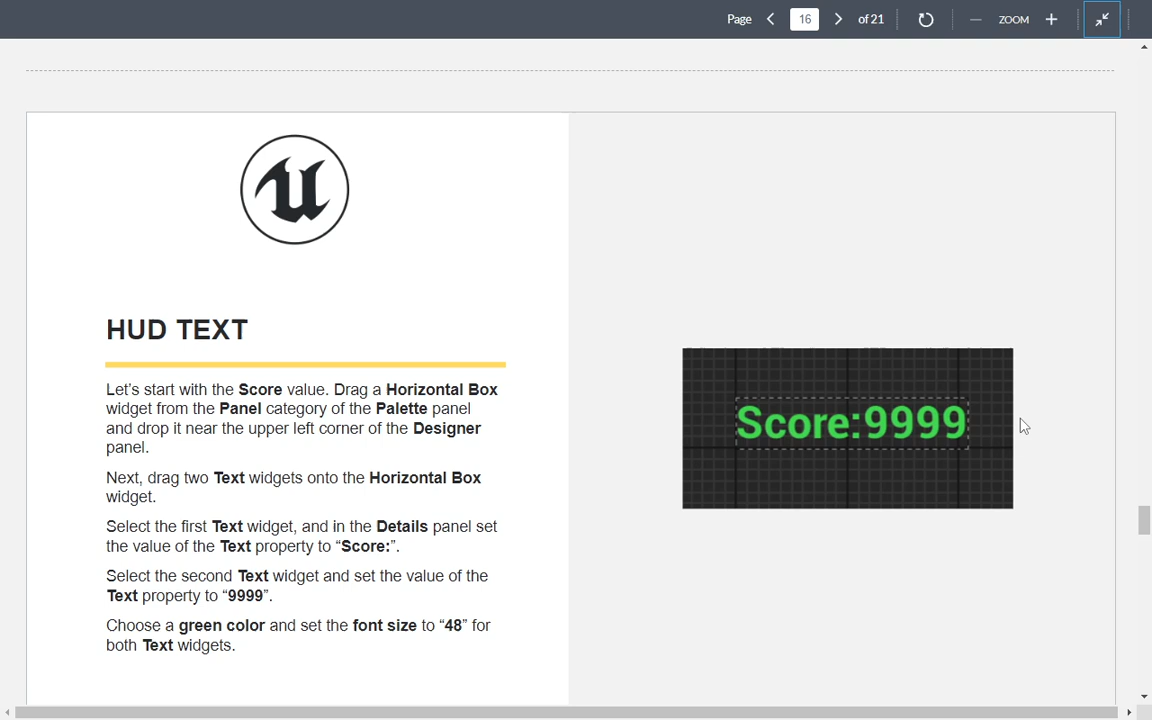 Page 16 of 21 ZOOM
HUD TEXT
Let's start with the Score value. Drag a Horizontal Box
widget from the Panel category of the Palette panel
and drop it near the upper left corner of the Designer
panel.
Next, drag two Text widgets onto the Horizontal Box
widget.
Select the first Text widget, and in the Details panel set
the value of the Text property to “Score:”.
Select the second Text widget and set the value of the
Text property to “9999”.
Choose a green color and set the font size to “48” for
both Text widgets.
Score:9999